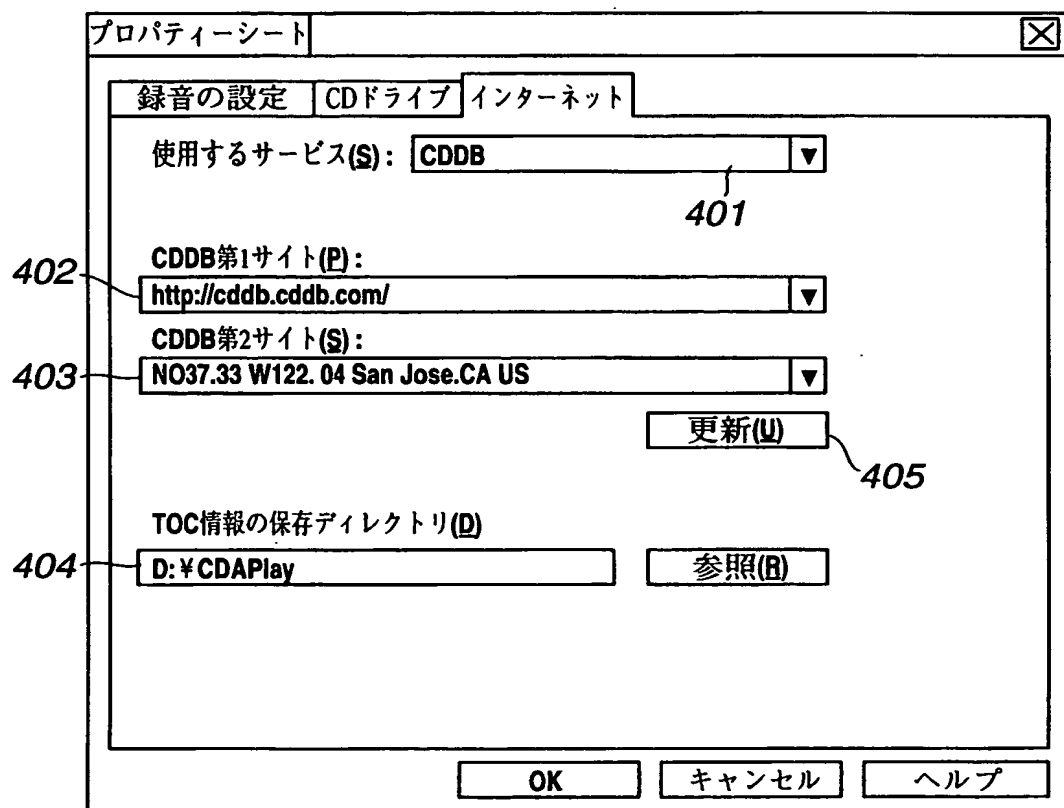 プロパティーシート
録音の設定 CDドライブ インターネット
使用するサービス(S): CDDB ▼
401
CDDB第1サイト(P):
402 http://cddb.cddb.com/ ▼
CDDB第2サイト(S):
403 NO37.33 W122. 04 San Jose.CA US ▼
更新(U)
405
TOC情報の保存ディレクトリ(D)
404 D:¥CDAPlay 参照(R)
OK キャンセル ヘルプ